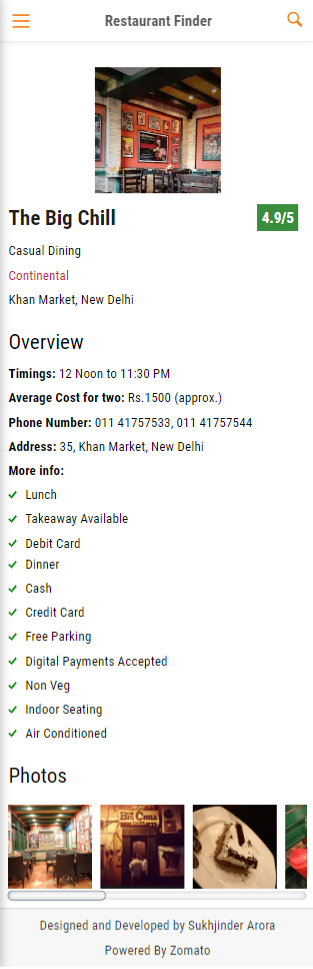 Restaurant Finder
The Big Chill
4.9/5
Casual Dining
Continental
Khan Market, New Delhi
Overview
Timings: 12 Noon to 11:30 PM
Average Cost for two: Rs.1500 (approx.)
Phone Number: 011 41757533, 011 41757544
Address: 35, Khan Market, New Delhi
More info:
Lunch
Takeaway Available
Debit Card
Dinner
Cash
Credit Card
Free Parking
Digital Payments Accepted
Non Veg
Indoor Seating
Air Conditioned
Photos
BIG CHILL
Designed and Developed by Sukhjinder Arora
Powered By Zomato